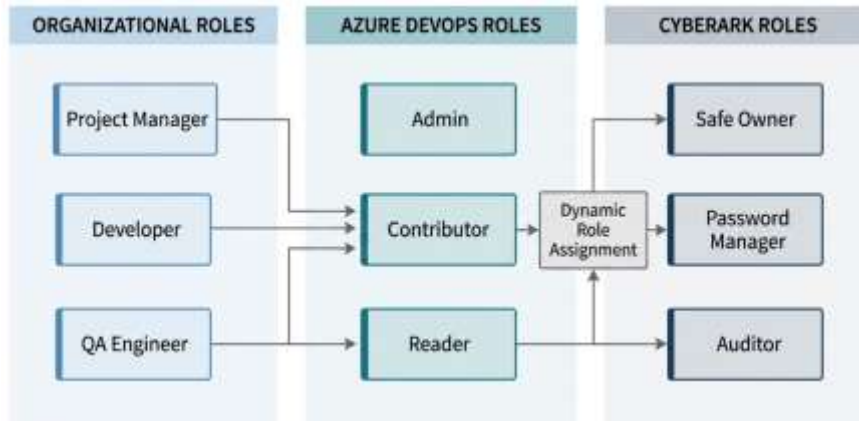 ORGANIZATIONAL ROLES
AZURE DEVOPS ROLES
CYBERARK ROLES
Project Manager
Admin
Safe Owner
Developer
Contributor
Dynamic
Role
Assignment
Password
Manager
QA Engineer
Reader
Auditor